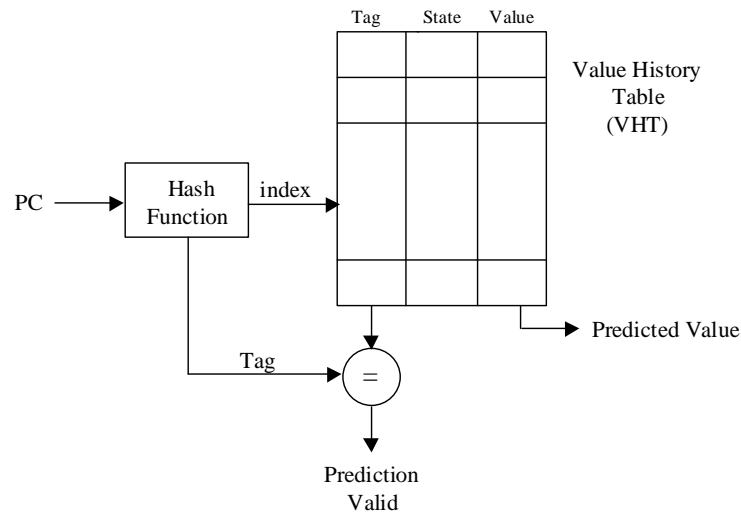 Tag State Value
Value History
Table
(VHT)
PC
Hash
Function
index
Predicted Value
Tag
=
Prediction
Valid